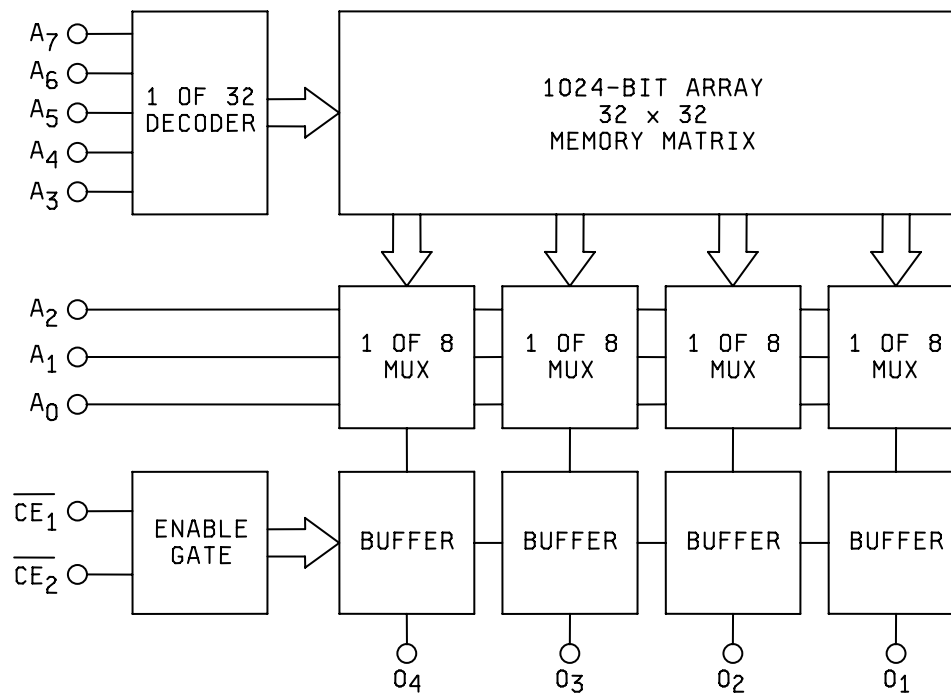 A7
A6
A5
A4
A3
1 OF 32
DECODER
1024-BIT ARRAY
32 x 32
MEMORY MATRIX
A2
A1
A0
1 OF 8
MUX
1 OF 8
MUX
1 OF 8
MUX
1 OF 8
MUX
CE1
CE2
ENABLE
GATE
BUFFER
BUFFER
BUFFER
BUFFER
O4
O3
O2
O1